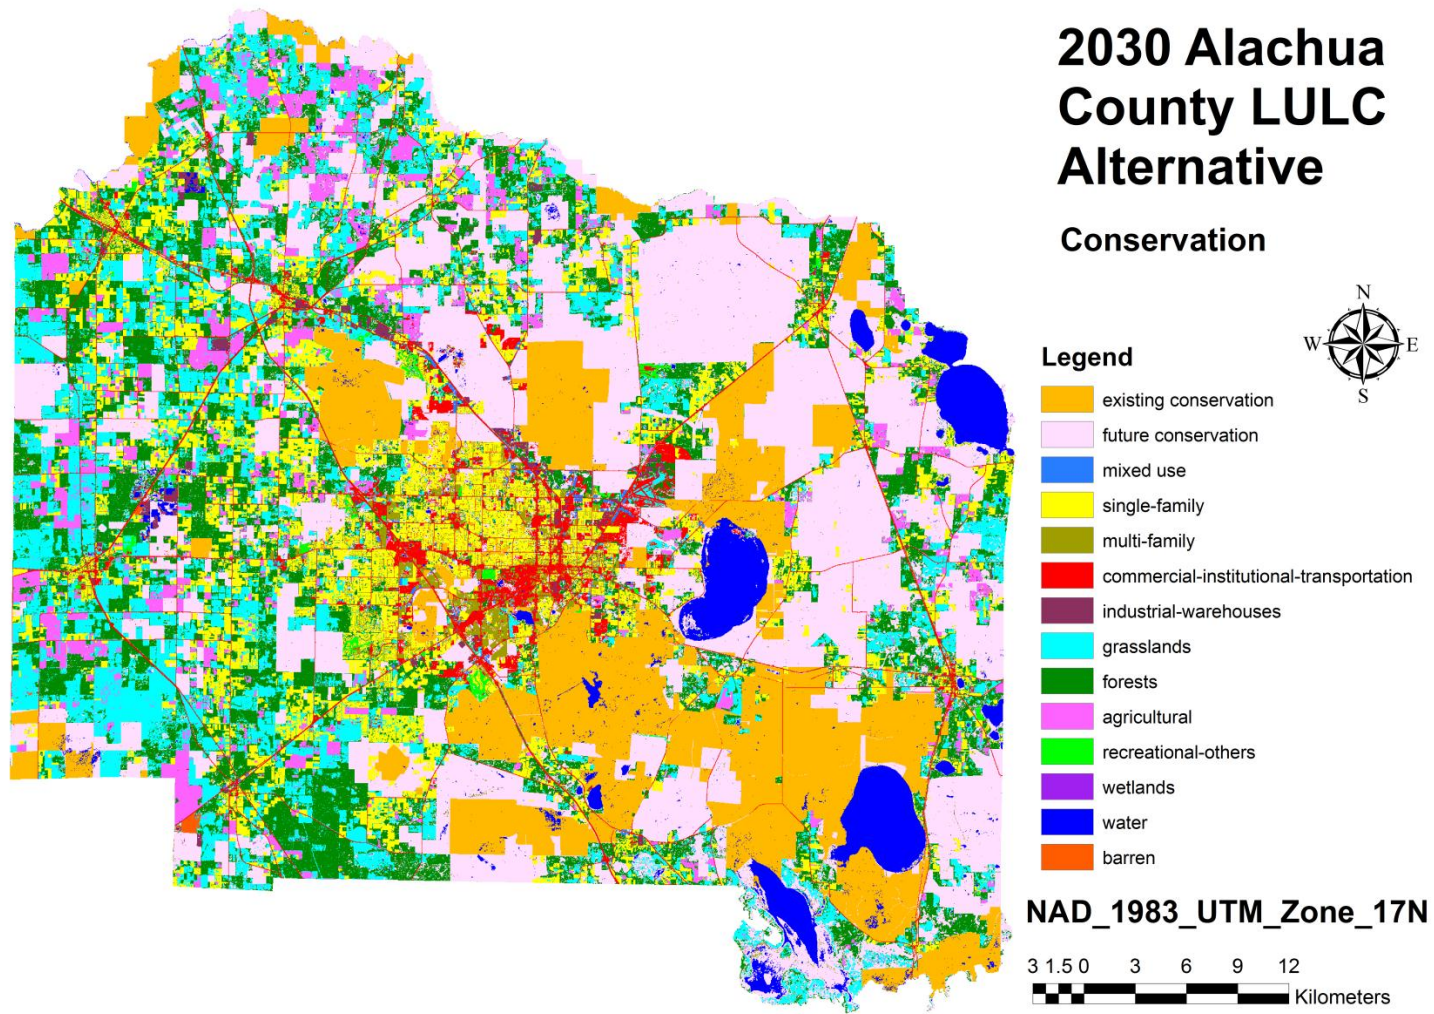 2030 Alachua
County LULC
Alternative
Conservation
N
W E
S
Legend
existing conservation
future conservation
mixed use
single-family
multi-family
commercial-institutional-transportation
industrial-warehouses
grasslands
forests
agricultural
recreational-others
wetlands
water
barren
NAD_1983_UTM_Zone_17N
3 1.5 0 3 6 9 12
Kilometers